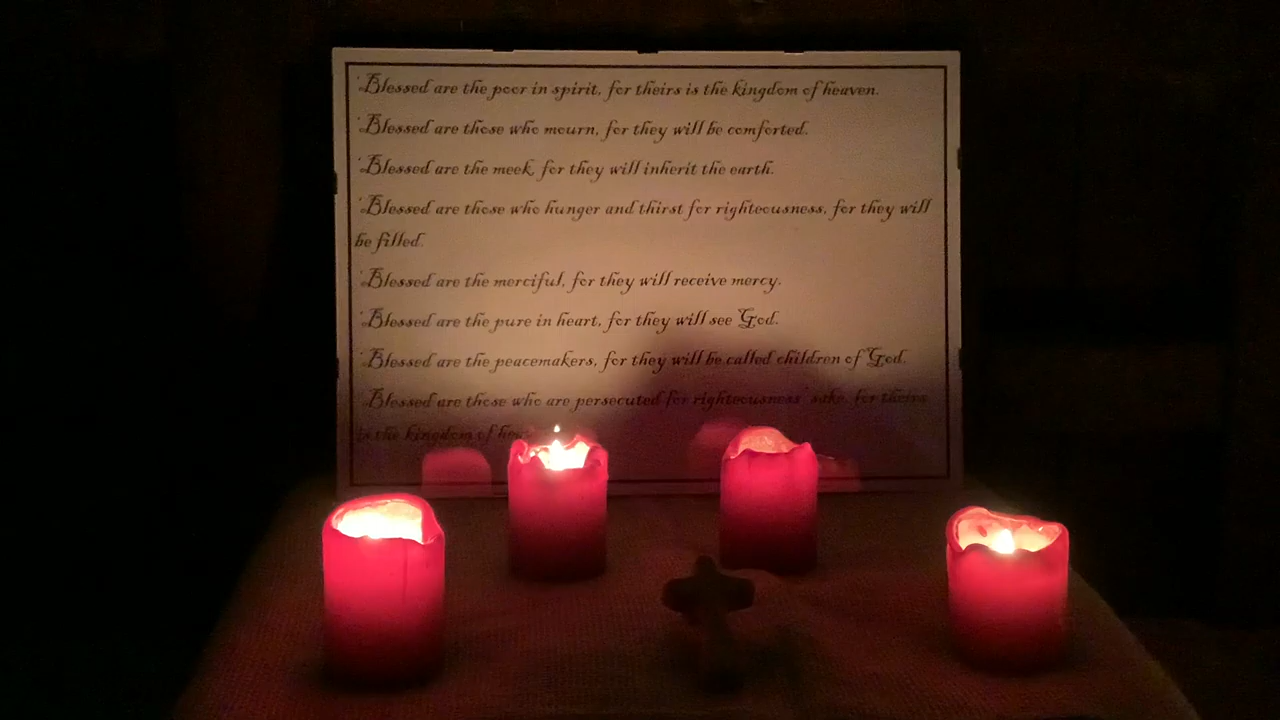 'Blessed are the poor in spirit, for theirs is the kingdom of heaven.
'Blessed are those who mourn, for they will be comforted.
'Blessed are the meek, for they will inherit the earth.
'Blessed are those who hunger and thirst for righteousness, for they will
be filled.
'Blessed are the merciful, for they will receive mercy.
'Blessed are the pure in heart, for they will see God.
'Blessed are the peacemakers, for they will be called children of God.
'Blessed are those who are persecuted for righteousness' sake, for theirs
is the kingdom of